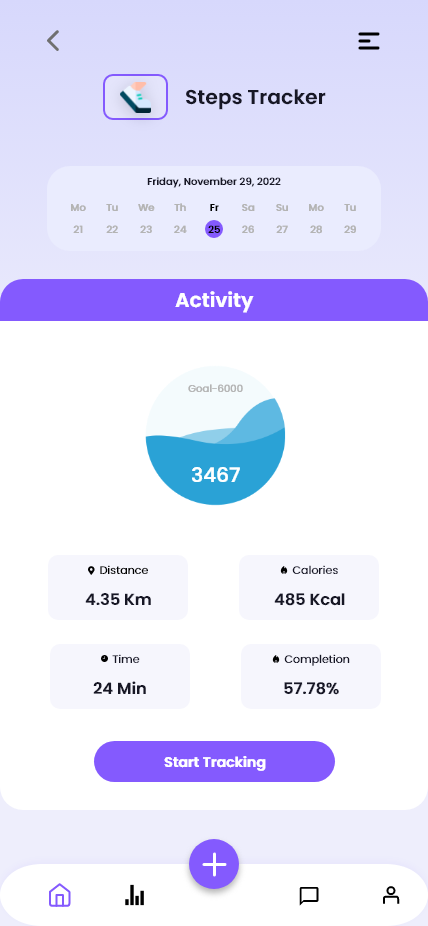 Steps Tracker
Friday, November 29, 2022
Mo Tu We Th Fr Sa Su Mo Tu
21 22 23 24 25 26 27 28 29
Activity
Goal-6000
3467
Distance Calories
4.35 Km 485 Kcal
Time Completion
24 Min 57.78%
Start Tracking